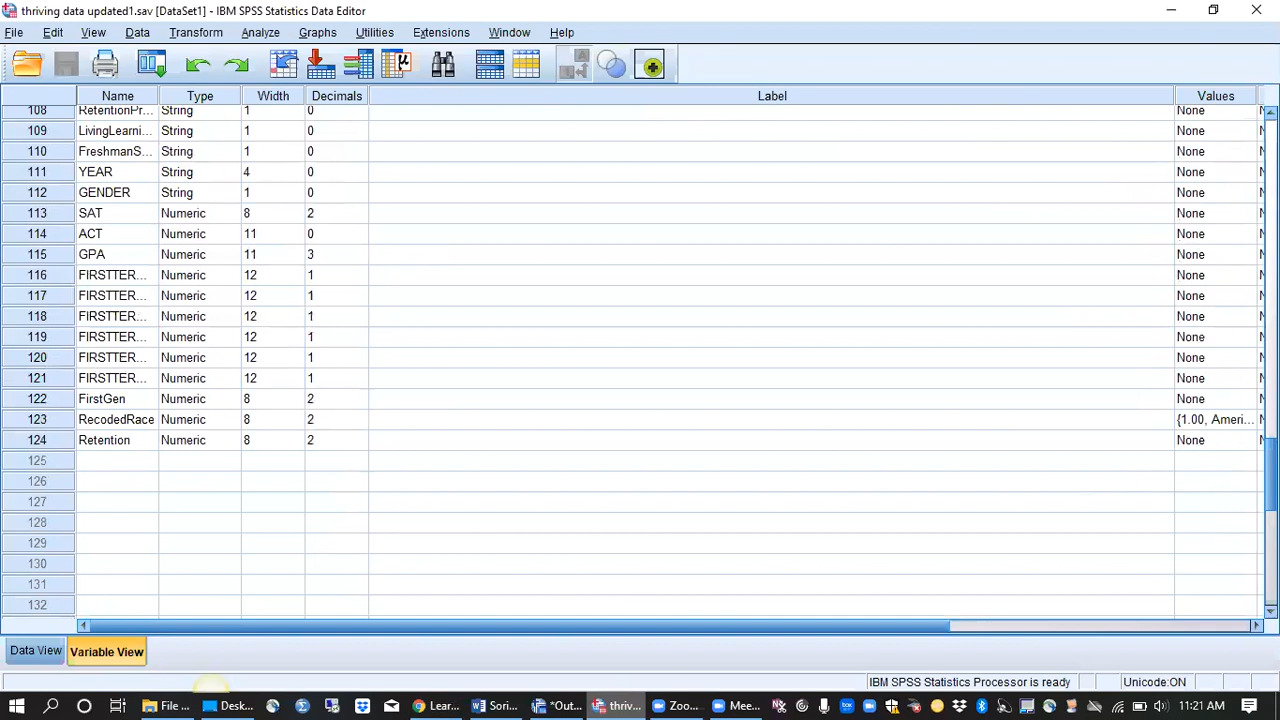 thriving data updated1.sav [DataSet1] - IBM SPSS Statistics Data Editor
File Edit View Data Transform Analyze Graphs Utilities Extensions Window Help
Name Type Width Decimals Label Values
108 RetentionPr... String 1 0 None N
109 LivingLearni... String 1 0 None N
110 FreshmanS... String 1 0 None N
111 YEAR String 4 0 None N
112 GENDER String 1 0 None N
113 SAT Numeric 8 2 None N
114 ACT Numeric 11 0 None N
115 GPA Numeric 11 3 None N
116 FIRSTTER... Numeric 12 1 None N
117 FIRSTTER... Numeric 12 1 None N
118 FIRSTTER... Numeric 12 1 None N
119 FIRSTTER... Numeric 12 1 None N
120 FIRSTTER... Numeric 12 1 None N
121 FIRSTTER... Numeric 12 1 None N
122 FirstGen Numeric 8 2 None N
123 RecodedRace Numeric 8 2 {1.00, Ameri... N
124 Retention Numeric 8 2 None N
125
126
127
128
129
130
131
132
Data View Variable View
IBM SPSS Statistics Processor is ready Unicode:ON
File ... Desk... Lear... Scri... *Out... thriv... Zoo... Mee... 11:21 AM